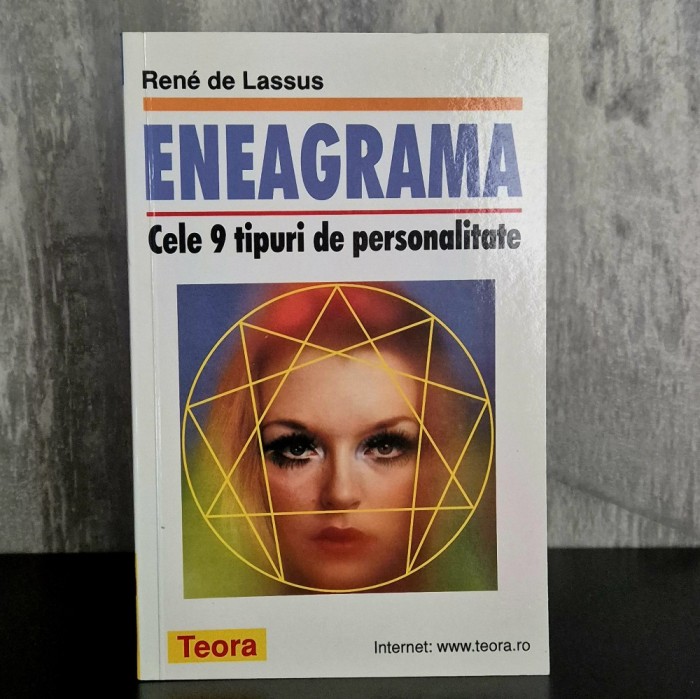 René de Lassus
ENEAGRAMA
Cele 9 tipuri de personalitate
Teora
Internet: www.teora.ro